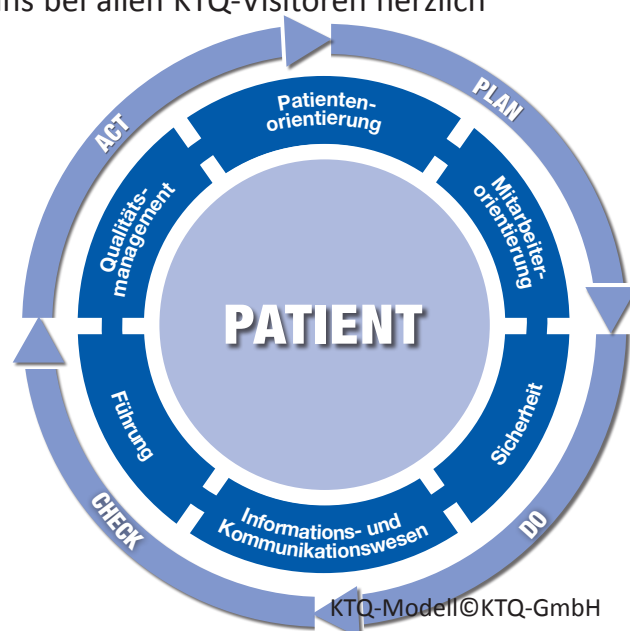 uns bei allen KTQ-Visitoren herzlich
ACT
PLAN
Patienten-
orientierung
Qualitäts-
management
Mitarbeiter-
orientierung
PATIENT
Führung
Sicherheit
Informations- und
Kommunikationswesen
CHECK
DO
KTQ-Modell©KTQ-GmbH